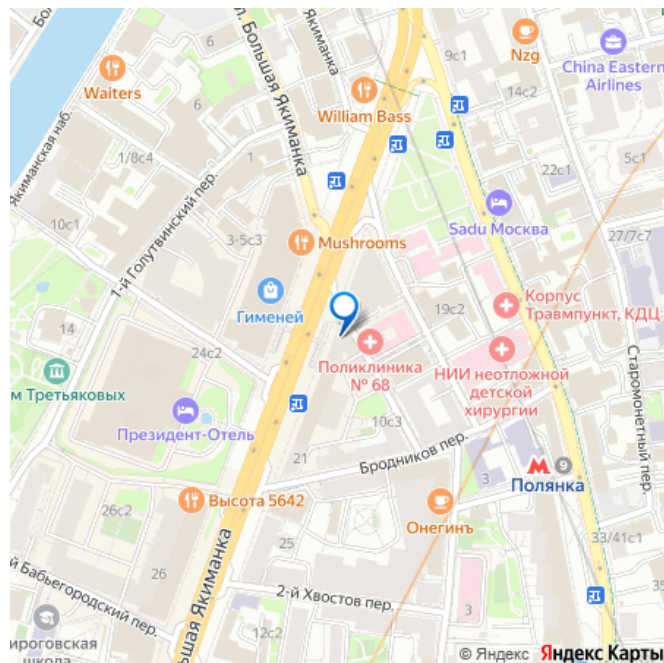 Бол
6
л. Большая Якиманка
киманка
9с1
Nzg
China Eastern
Airlines
14с2
Waiters
William Bass
6
Якиманская наб.
1/8с4
1
5с1
22с1
10с1
1-й Голутвинский пер.
3-5с3
Mushrooms
Sadu Москва
27/7с7
Гименей
19с2
Корпус
Травмпункт, КДЦ
14
24с2
Поликлиника
№ 68
НИИ неотложной
детской
хирургии
м Третьяковых
Президент-Отель
10с3
Старомонетный пер.
21
Бродников пер.
3
9
Полянка
Высота 5642
Онегинъ
26с2
33/41с1
25
й Бабьегородский пер.
26
2-й Хвостов пер.
3
12с2
льшая Якиманка
ироговская
школа
© Яндекс Яндекс Карты